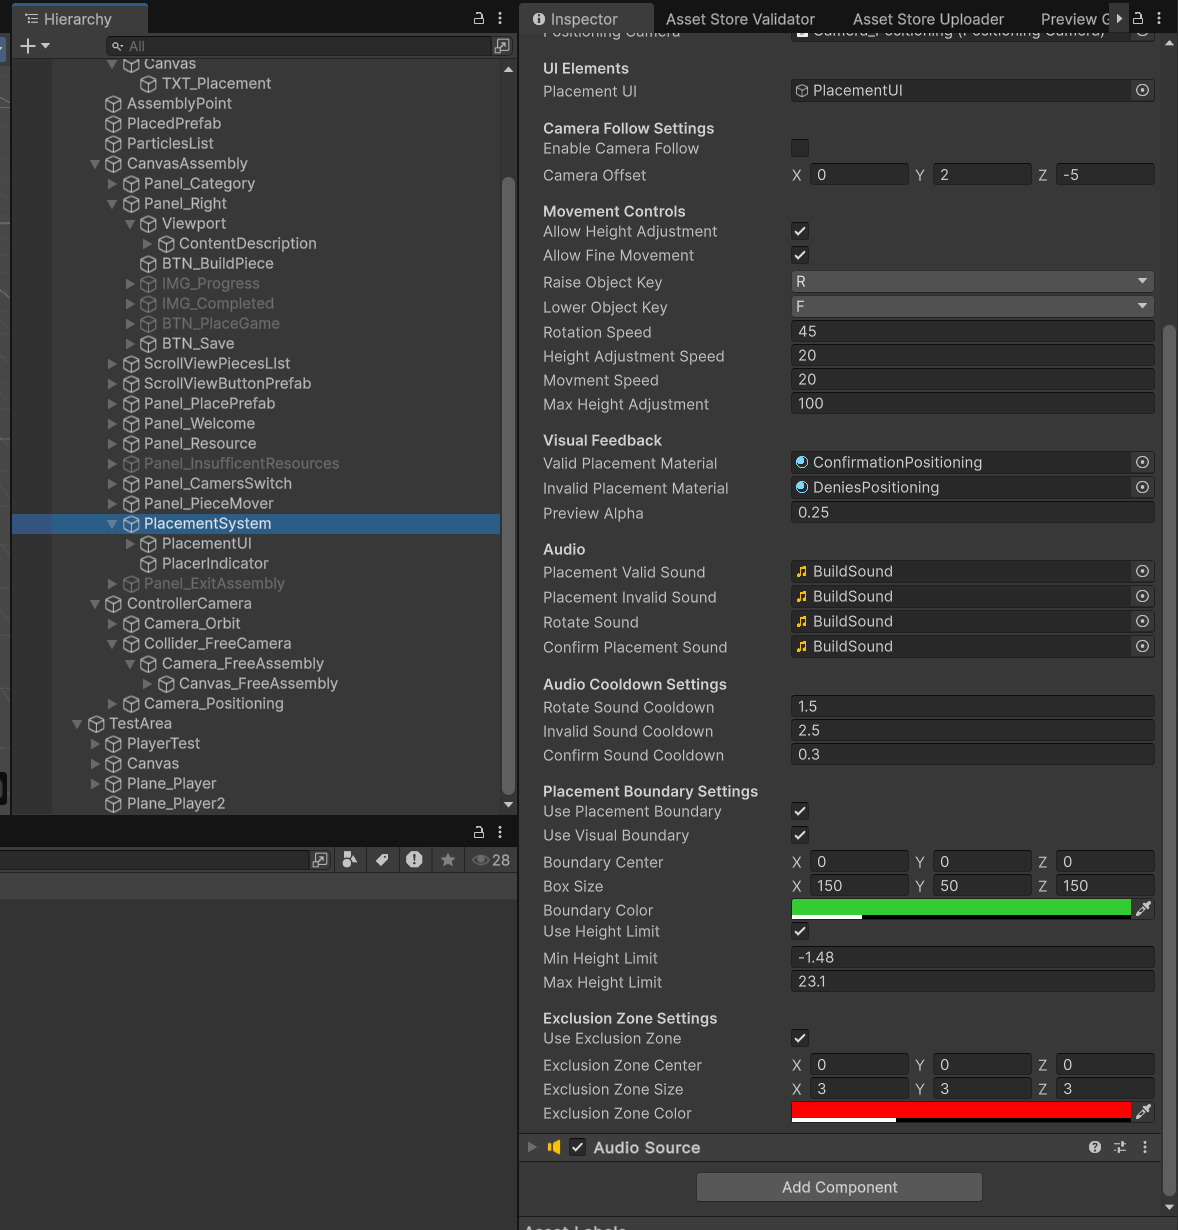 Hierarchy
All
Canvas
TXT_Placement
AssemblyPoint
PlacedPrefab
ParticlesList
CanvasAssembly
Panel_Category
Panel_Right
Viewport
ContentDescription
BTN_BuildPiece
IMG_Progress
IMG_Completed
BTN_PlaceGame
BTN_Save
ScrollViewPiecesLIst
ScrollViewButtonPrefab
Panel_PlacePrefab
Panel_Welcome
Panel_Resource
Panel_InsufficentResources
Panel_CamersSwitch
Panel_PieceMover
PlacementSystem
PlacementUI
PlacerIndicator
Panel_ExitAssembly
ControllerCamera
Camera_Orbit
Collider_FreeCamera
Camera_FreeAssembly
Canvas_FreeAssembly
Camera_Positioning
TestArea
PlayerTest
Canvas
Plane_Player
Plane_Player2
28
Inspector Asset Store Validator Asset Store Uploader Preview
Positioning Camera Camera_Positioning (Positioning Camera)
UI Elements
Placement UI PlacementUI
Camera Follow Settings
Enable Camera Follow
Camera Offset X 0 Y 2 Z -5
Movement Controls
Allow Height Adjustment
Allow Fine Movement
Raise Object Key R
Lower Object Key F
Rotation Speed 45
Height Adjustment Speed 20
Movment Speed 20
Max Height Adjustment 100
Visual Feedback
Valid Placement Material ConfirmationPositioning
Invalid Placement Material DeniesPositioning
Preview Alpha 0.25
Audio
Placement Valid Sound BuildSound
Placement Invalid Sound BuildSound
Rotate Sound BuildSound
Confirm Placement Sound BuildSound
Audio Cooldown Settings
Rotate Sound Cooldown 1.5
Invalid Sound Cooldown 2.5
Confirm Sound Cooldown 0.3
Placement Boundary Settings
Use Placement Boundary
Use Visual Boundary
Boundary Center X 0 Y 0 Z 0
Box Size X 150 Y 50 Z 150
Boundary Color
Use Height Limit
Min Height Limit -1.48
Max Height Limit 23.1
Exclusion Zone Settings
Use Exclusion Zone
Exclusion Zone Center X 0 Y 0 Z 0
Exclusion Zone Size X 3 Y 3 Z 3
Exclusion Zone Color
Audio Source
Add Component
Asset Labels